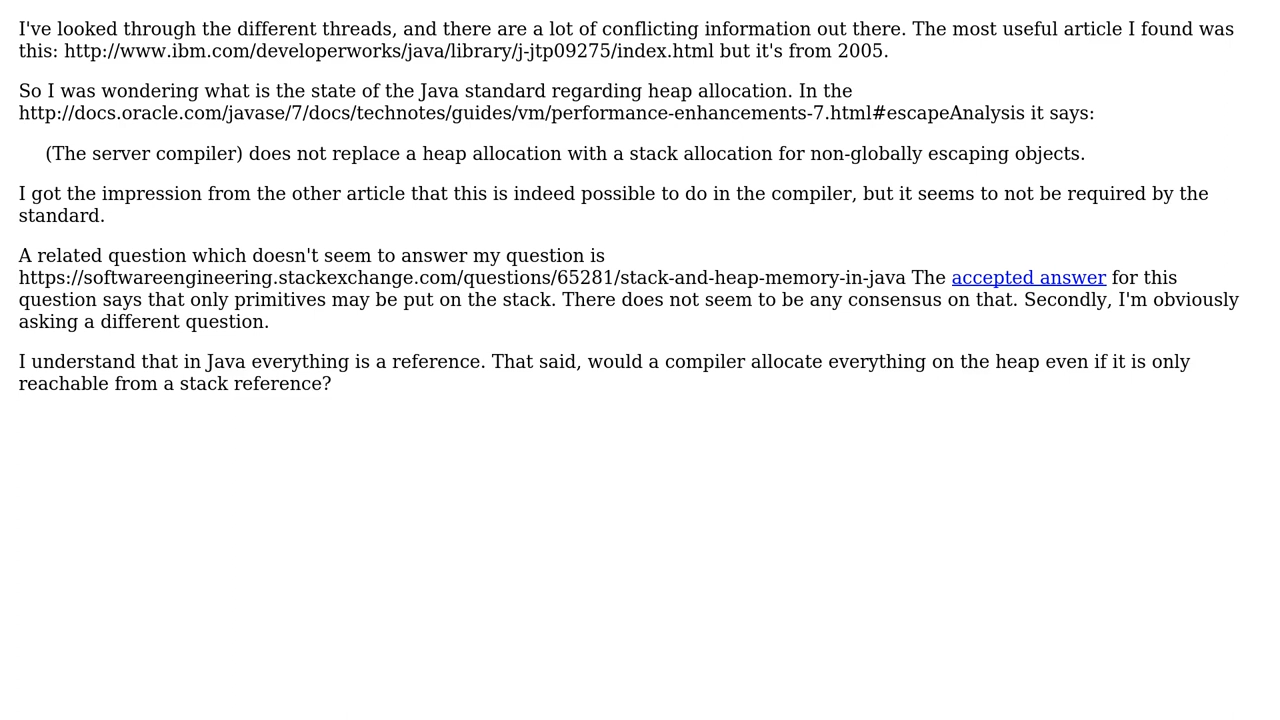 I've looked through the different threads, and there are a lot of conflicting information out there. The most useful article I found was
this: http://www.ibm.com/developerworks/java/library/j-jtp09275/index.html but it's from 2005.
So I was wondering what is the state of the Java standard regarding heap allocation. In the
http://docs.oracle.com/javase/7/docs/technotes/guides/vm/performance-enhancements-7.html#escapeAnalysis it says:
(The server compiler) does not replace a heap allocation with a stack allocation for non-globally escaping objects.
I got the impression from the other article that this is indeed possible to do in the compiler, but it seems to not be required by the
standard.
A related question which doesn't seem to answer my question is
https://softwareengineering.stackexchange.com/questions/65281/stack-and-heap-memory-in-java The accepted answer for this
question says that only primitives may be put on the stack. There does not seem to be any consensus on that. Secondly, I'm obviously
asking a different question.
I understand that in Java everything is a reference. That said, would a compiler allocate everything on the heap even if it is only
reachable from a stack reference?